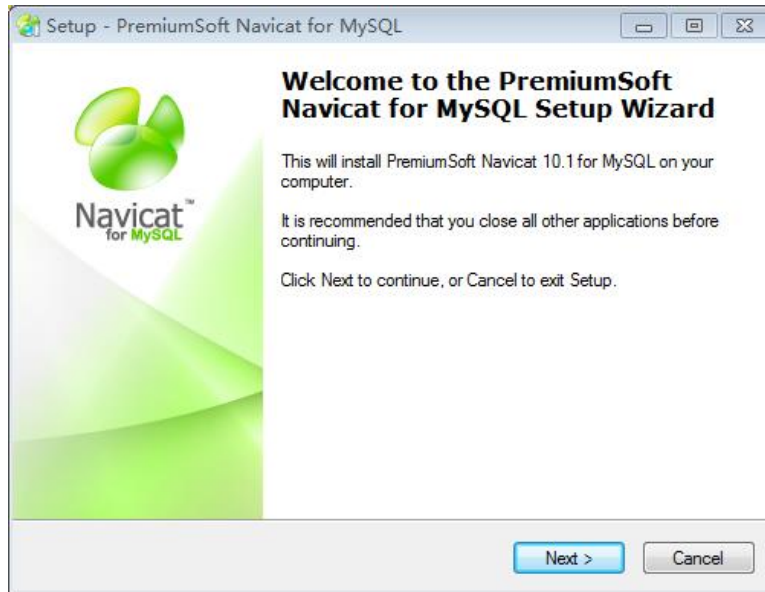 Setup - PremiumSoft Navicat for MySQL
Welcome to the PremiumSoft
Navicat for MySQL Setup Wizard
This will install PremiumSoft Navicat 10.1 for MySQL on your
computer.
It is recommended that you close all other applications before
continuing.
Click Next to continue, or Cancel to exit Setup.
Navicat™
for MySQL
Next >
Cancel